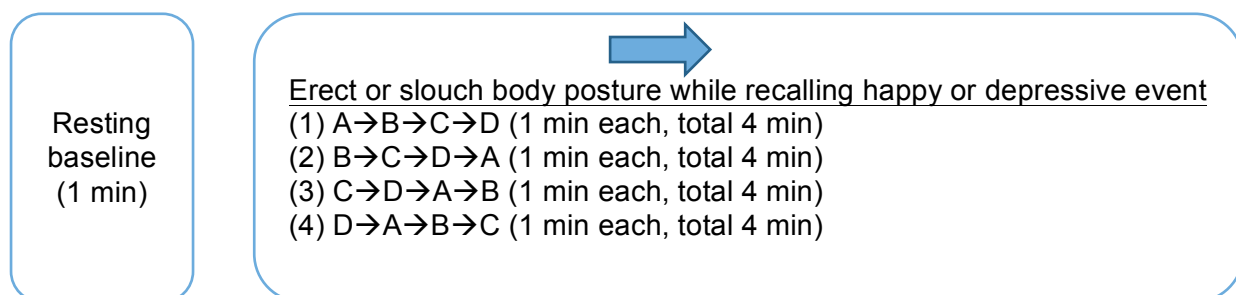 Resting
baseline
(1 min)
Erect or slouch body posture while recalling happy or depressive event
(1) A→B→C→D (1 min each, total 4 min)
(2) B→C→D→A (1 min each, total 4 min)
(3) C→D→A→B (1 min each, total 4 min)
(4) D→A→B→C (1 min each, total 4 min)